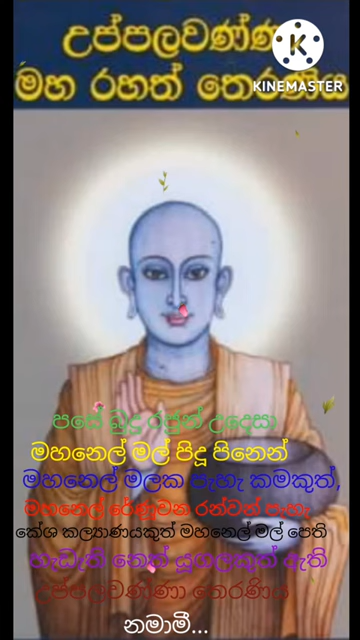 උප්පලවණ්ණා
මහ රහත් තෙරණිය
KINEMASTER
පසේ බුදු රජුන් උදෙසා
මහනෙල් මල් පිදූ පිනෙන්
මහනෙල් මලක පැහැ කමකුත්,
මහනෙල් රේණුවක රන්වන් පැහැ
කේශ කල්‍යාණයකුත් මහනෙල් මල් පෙති
හැඩැති නෙත් යුගලකුත් ඇති
උප්පලවණ්ණා තෙරණිය
නමාමී...